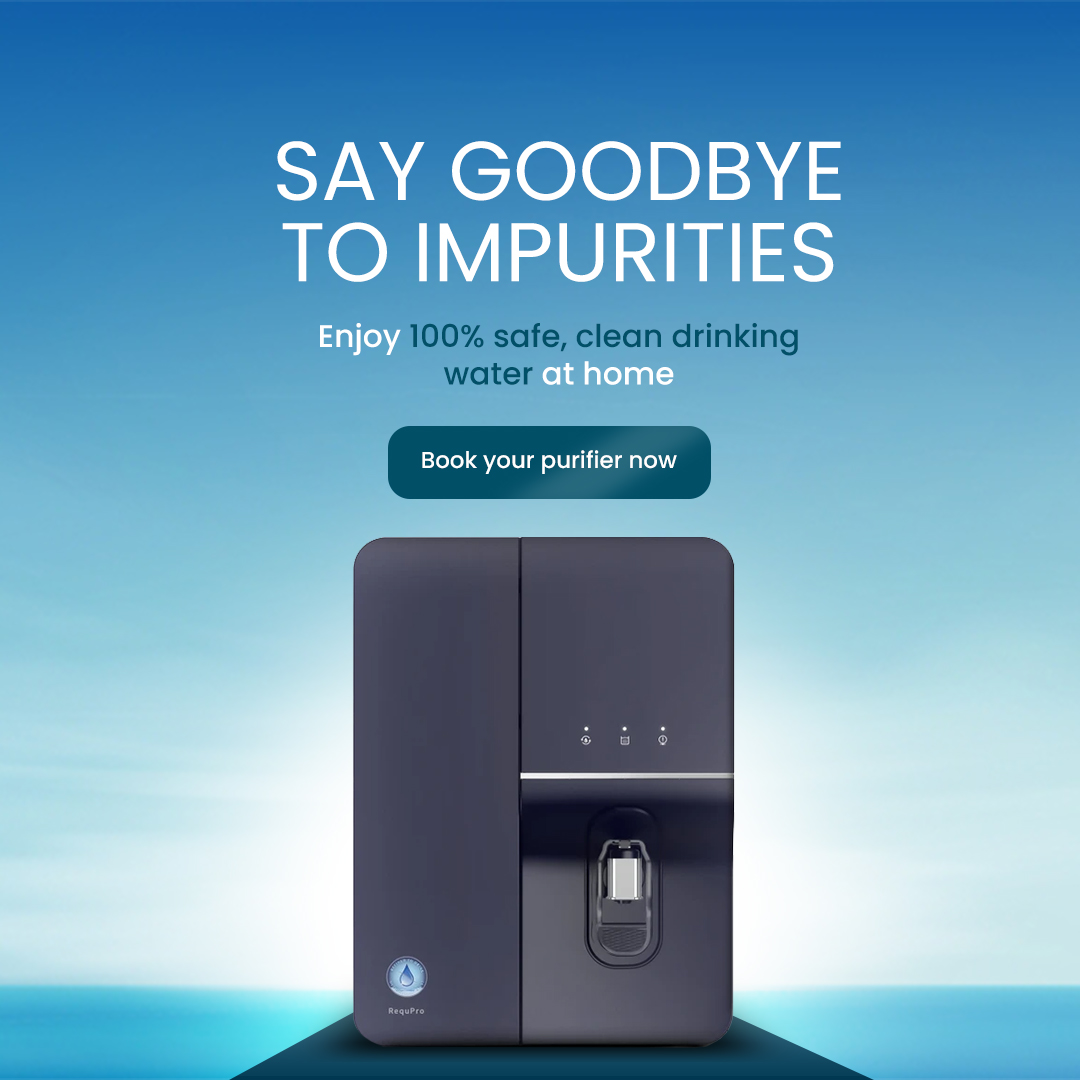 SAY GOODBYE
TO IMPURITIES
Enjoy 100% safe, clean drinking
water at home
Book your purifier now
RequPro